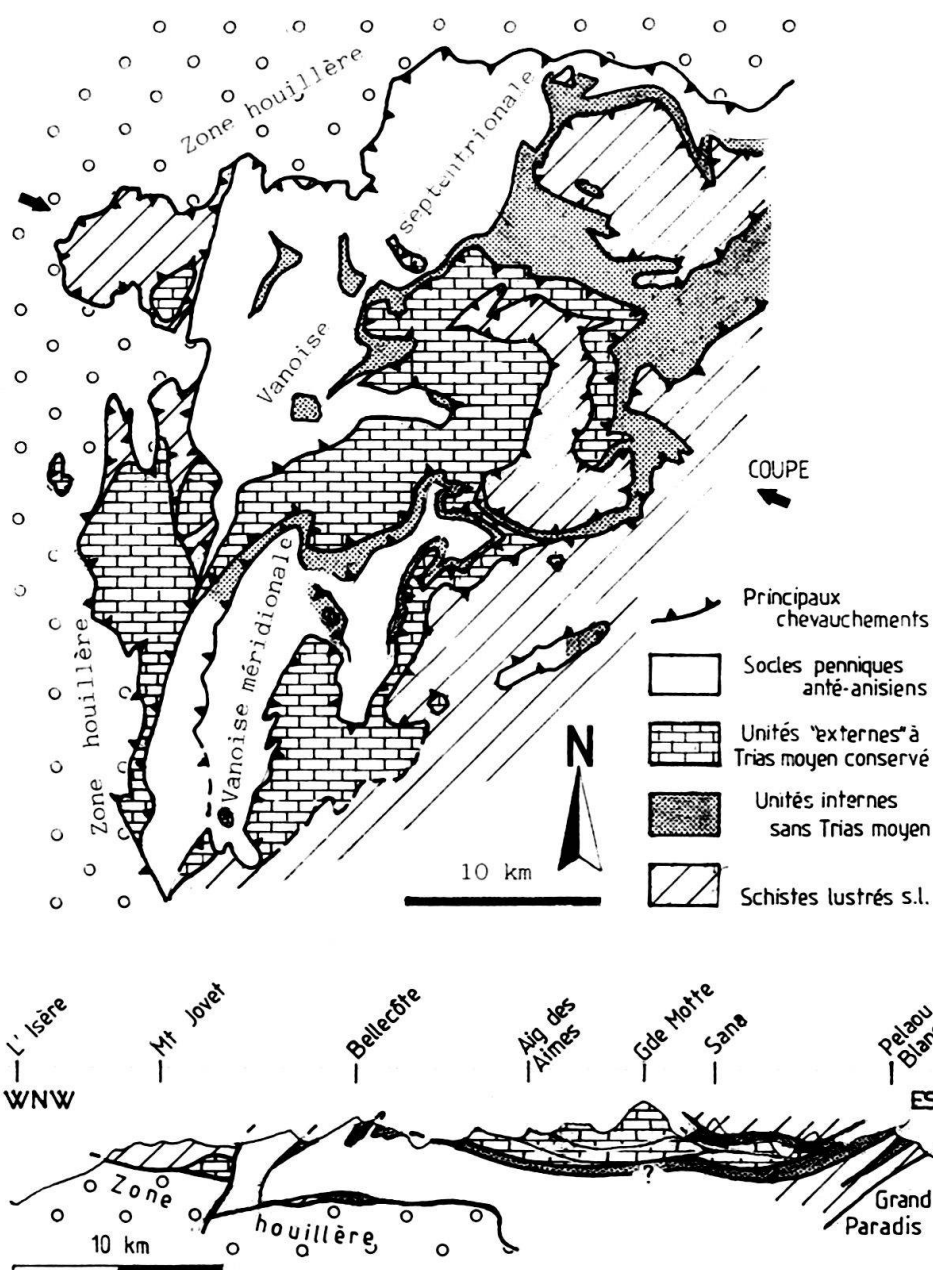 Zone houillère
septentrionale
Vanoise
COUPE
Vanoise méridionale
Zone houillère
N
10 km
Principaux
chevauchements
Socles penniques
anté-anisiens
Unités "externes" à
Trias moyen conservé
Unités internes
sans Trias moyen
Schistes lustrés s.l.
L' Isère
Mt Jovet
Bellecôte
Aig des
Aimes
Gde Motte
Sana
Pelaou
Blanc
WNW
ES
?
Zone
houillère
Grand
Paradis
10 km